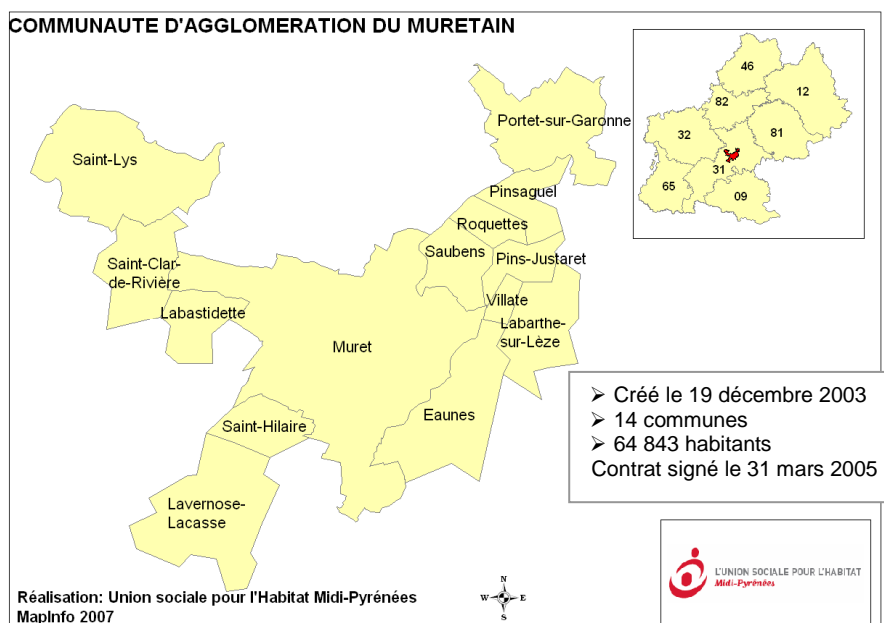 COMMUNAUTE D'AGGLOMERATION DU MURETAIN
46
12
82
32
81
31
65
09
Portet-sur-Garonne
Saint-Lys
Pinsaguel
Roquettes
Saubens
Pins-Justaret
Saint-Clar-
de-Rivière
Villate
Labastidette
Labarthe-
sur-Lèze
Muret
Eaunes
Saint-Hilaire
Lavernose-
Lacasse
➢ Créé le 19 décembre 2003
➢ 14 communes
➢ 64 843 habitants
Contrat signé le 31 mars 2005
L'UNION SOCIALE POUR L'HABITAT
Midi-Pyrénées
N
W E
S
Réalisation: Union sociale pour l'Habitat Midi-Pyrénées
MapInfo 2007